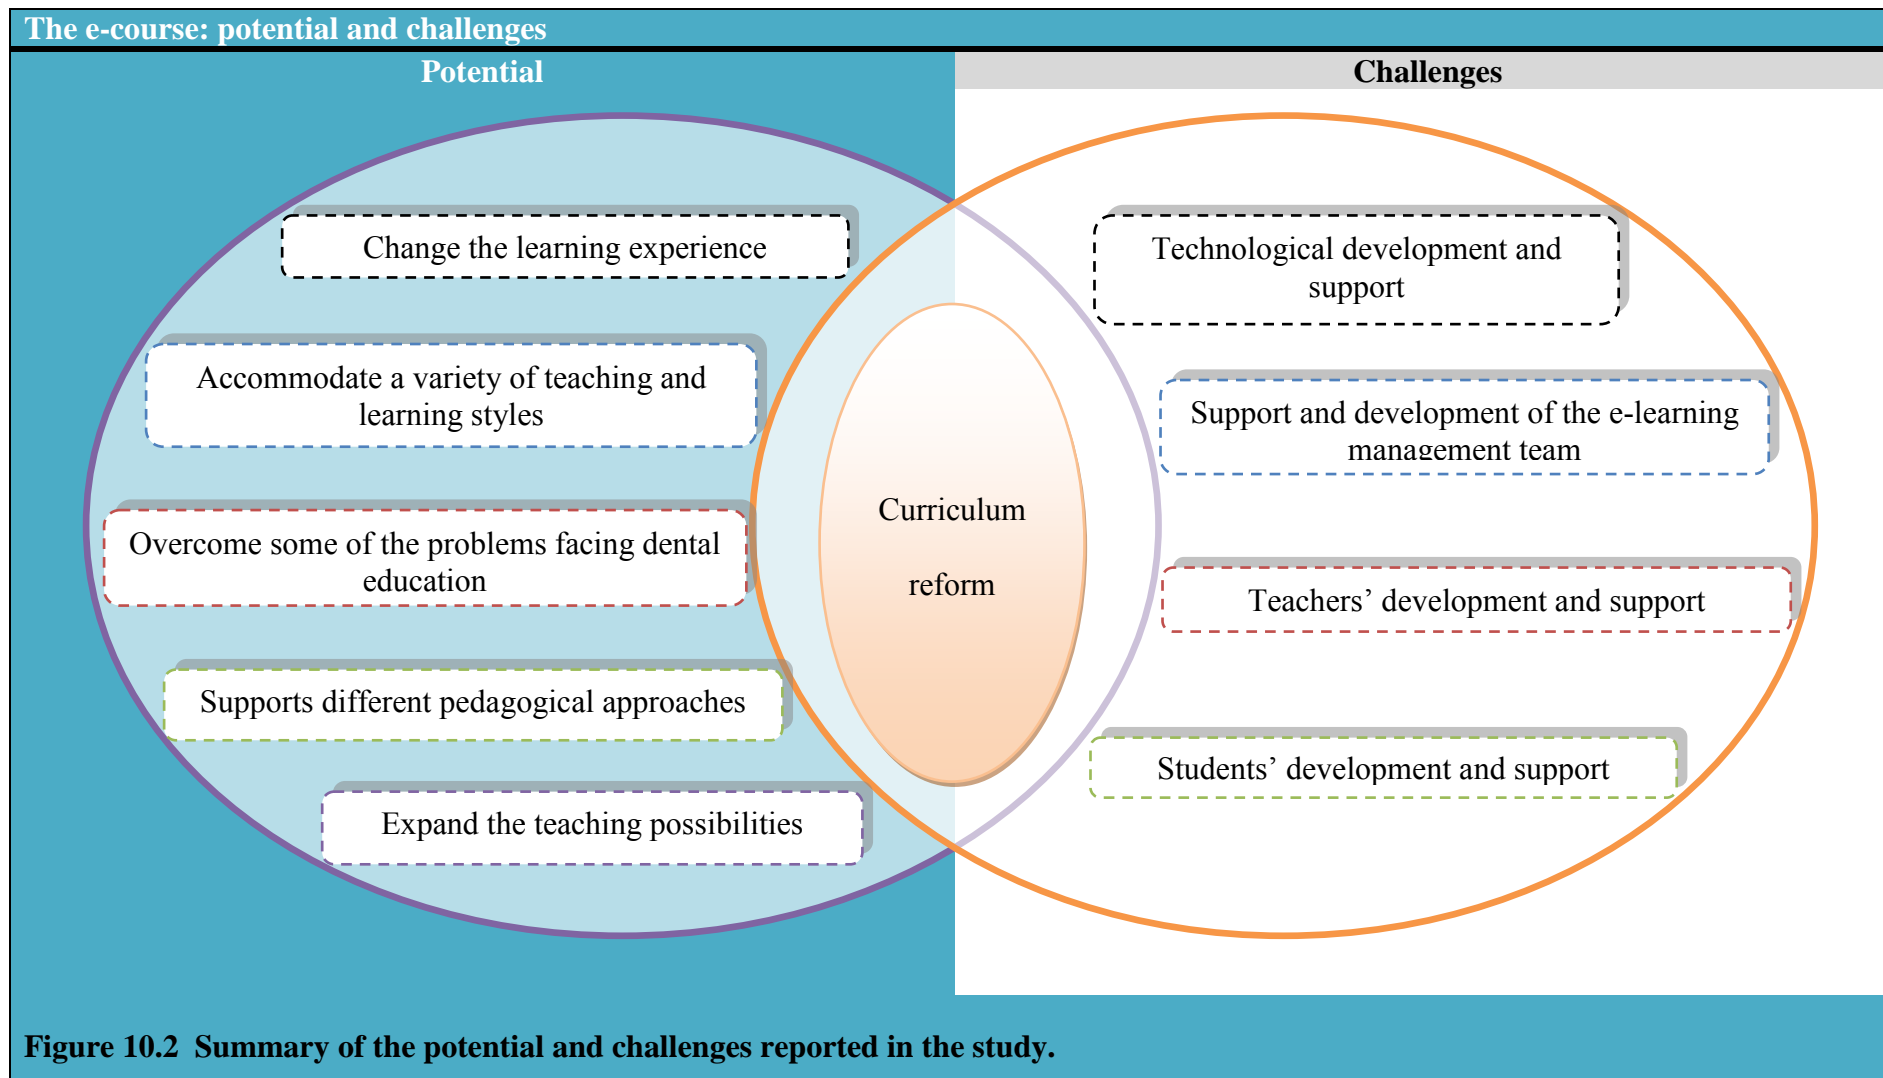 The e-course: potential and challenges
Potential
Challenges
Change the learning experience
Accommodate a variety of teaching and
learning styles
Overcome some of the problems facing dental
education
Supports different pedagogical approaches
Expand the teaching possibilities
Curriculum
reform
Technological development and
support
Support and development of the e-learning
management team
Teachers’ development and support
Students’ development and support
Figure 10.2  Summary of the potential and challenges reported in the study.